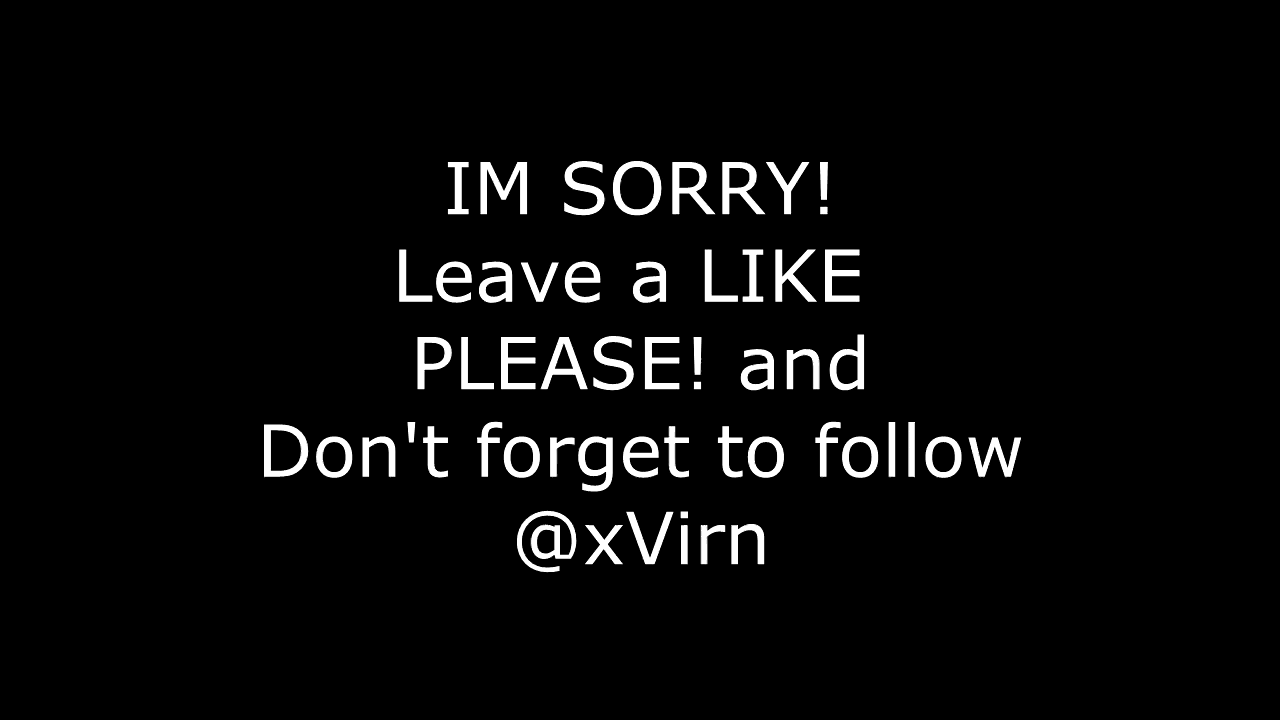 IM SORRY!
Leave a LIKE
PLEASE! and
Don't forget to follow
@xVirn